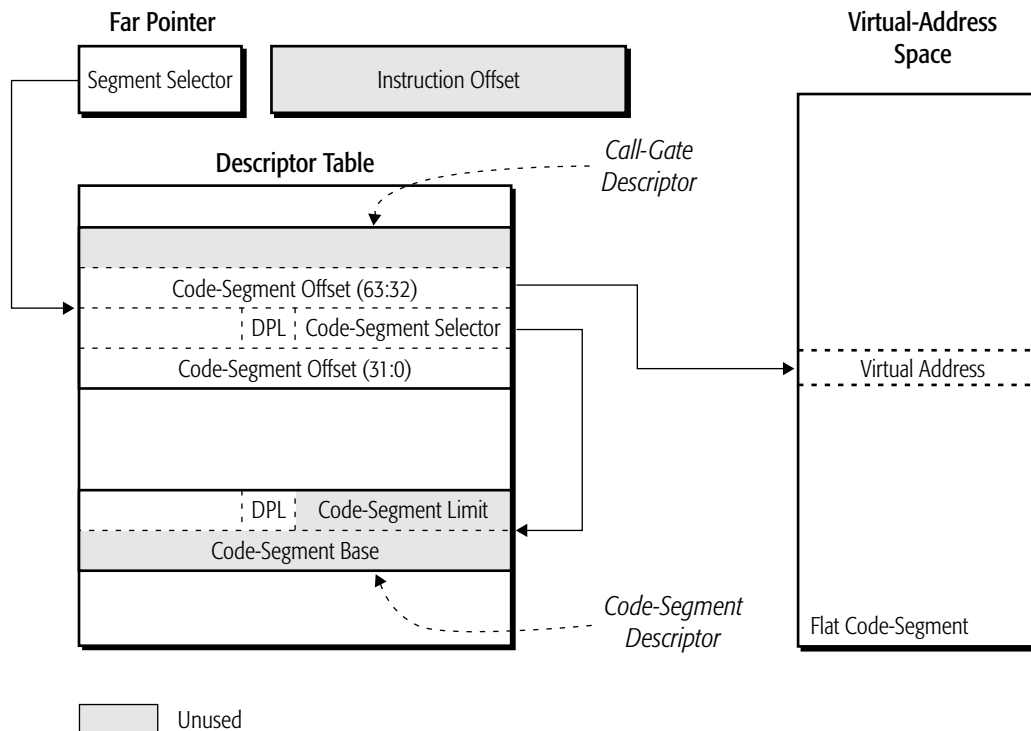 Far Pointer
Virtual-Address
Space
Segment Selector
Instruction Offset
Descriptor Table
Call-Gate
Descriptor
Code-Segment Offset (63:32)
DPL
Code-Segment Selector
Code-Segment Offset (31:0)
Virtual Address
DPL
Code-Segment Limit
Code-Segment Base
Code-Segment
Descriptor
Flat Code-Segment
Unused